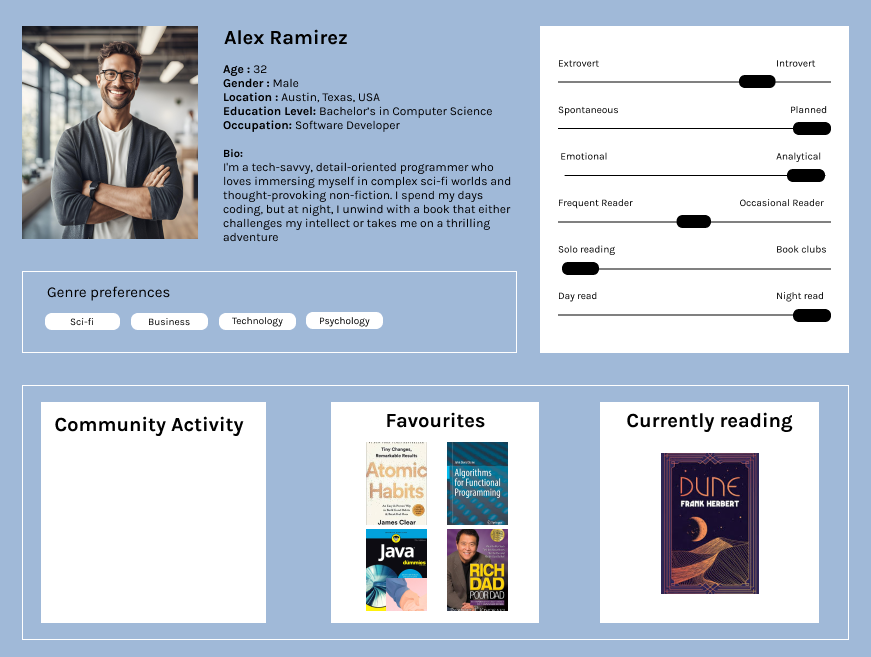 Alex Ramirez
Age : 32
Gender : Male
Location : Austin, Texas, USA
Education Level: Bachelor's in Computer Science
Occupation: Software Developer
Bio:
I'm a tech-savvy, detail-oriented programmer who
loves immersing myself in complex sci-fi worlds and
thought-provoking non-fiction. I spend my days
coding, but at night, I unwind with a book that either
challenges my intellect or takes me on a thrilling
adventure
Extrovert Introvert
Spontaneous Planned
Emotional Analytical
Frequent Reader Occasional Reader
Solo reading Book clubs
Day read Night read
Genre preferences
Sci-fi Business Technology Psychology
Community Activity
Favourites
Tiny Changes,
Remarkable Results
Atomic
Habits
James Clear
Algorithms
for Functional
Programming
Java
dummies
RICH
DAD
POOR DAD
Currently reading
DUNE
FRANK HERBERT